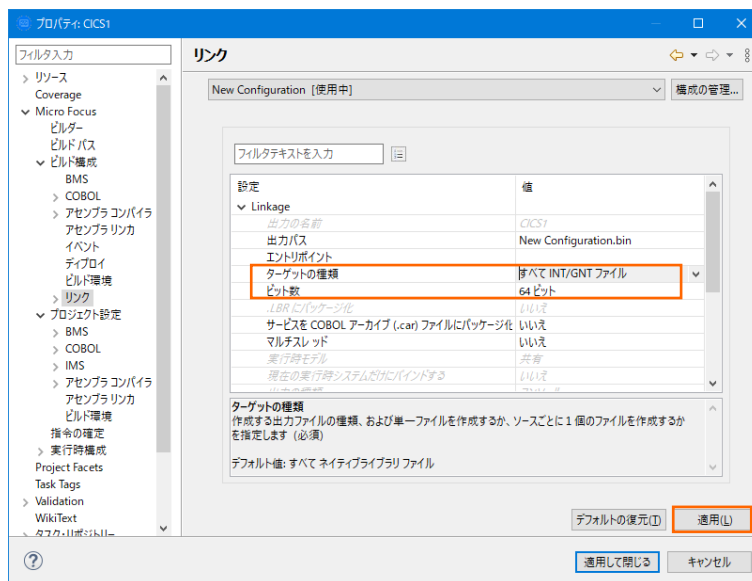 プロパティ: CICS1
フィルタ入力
リソース
Coverage
Micro Focus
ビルダー
ビルド パス
ビルド構成
BMS
COBOL
アセンブラ コンパイラ
アセンブラ リンカ
イベント
ディプロイ
ビルド環境
リンク
プロジェクト設定
BMS
COBOL
IMS
アセンブラ コンパイラ
アセンブラ リンカ
ビルド環境
指令の確定
実行時構成
Project Facets
Task Tags
Validation
WikiText
タスク・リポジトリー
リンク
New Configuration [使用中]
構成の管理...
フィルタテキストを入力
設定 値
Linkage
出力の名前 CICS1
出力パス New Configuration.bin
エントリポイント
ターゲットの種類 すべて INT/GNT ファイル
ビット数 64 ビット
.LBR にパッケージ化 いいえ
サービスを COBOL アーカイブ (.car) ファイルにパッケージ化 いいえ
マルチスレッド いいえ
実行時モデル 共有
現在の実行時システムだけにバインドする いいえ
ターゲットの種類
作成する出力ファイルの種類、および単一ファイルを作成するか、ソースごとに 1 個のファイルを作成するか
を指定します (必須)
デフォルト値: すべて ネイティブライブラリ ファイル
デフォルトの復元(T)
適用(L)
適用して閉じる
キャンセル